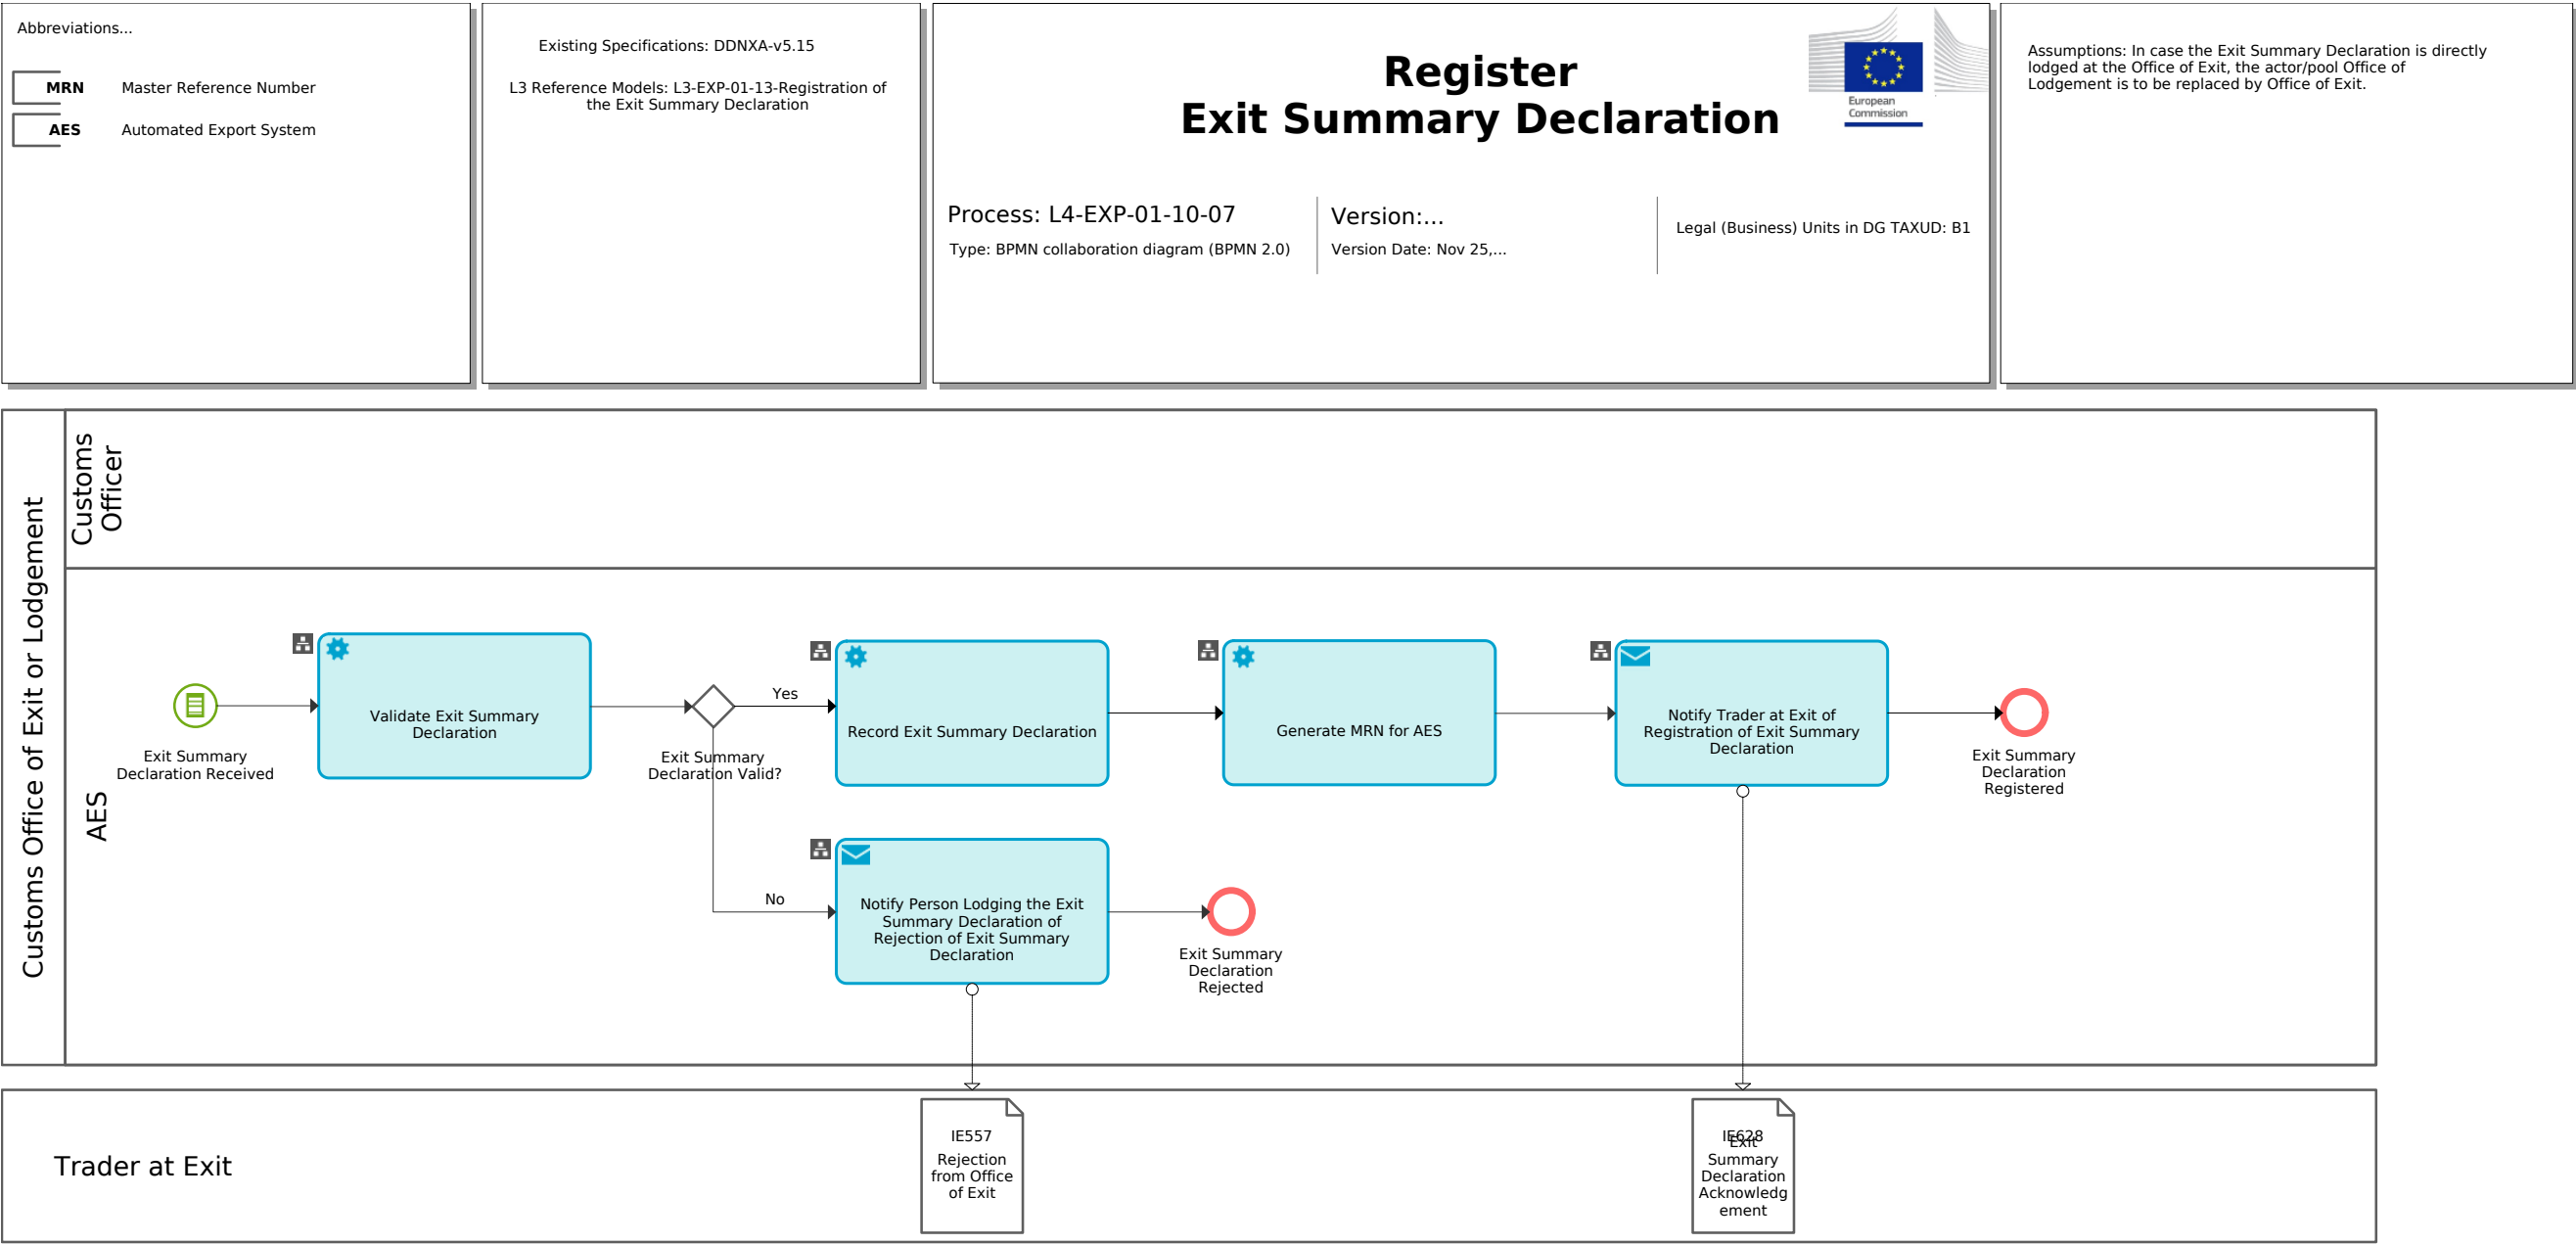 Abbreviations...
MRN Master Reference Number
AES Automated Export System
Existing Specifications: DDNXA-v5.15
L3 Reference Models: L3-EXP-01-13-Registration of
the Exit Summary Declaration
Register
Exit Summary Declaration
European
Commission
Process: L4-EXP-01-10-07
Type: BPMN collaboration diagram (BPMN 2.0)
Version:...
Version Date: Nov 25,...
Legal (Business) Units in DG TAXUD: B1
Assumptions: In case the Exit Summary Declaration is directly
lodged at the Office of Exit, the actor/pool Office of
Lodgement is to be replaced by Office of Exit.
Customs Office of Exit or Lodgement
Customs
Officer
AES
Exit Summary
Declaration Received
Validate Exit Summary
Declaration
Exit Summary
Declaration Valid?
Yes
Record Exit Summary Declaration
Generate MRN for AES
Notify Trader at Exit of
Registration of Exit Summary
Declaration
Exit Summary
Declaration
Registered
No
Notify Person Lodging the Exit
Summary Declaration of
Rejection of Exit Summary
Declaration
Exit Summary
Declaration
Rejected
Trader at Exit
IE557
Rejection
from Office
of Exit
IE628
Exit
Summary
Declaration
Acknowledg
ement